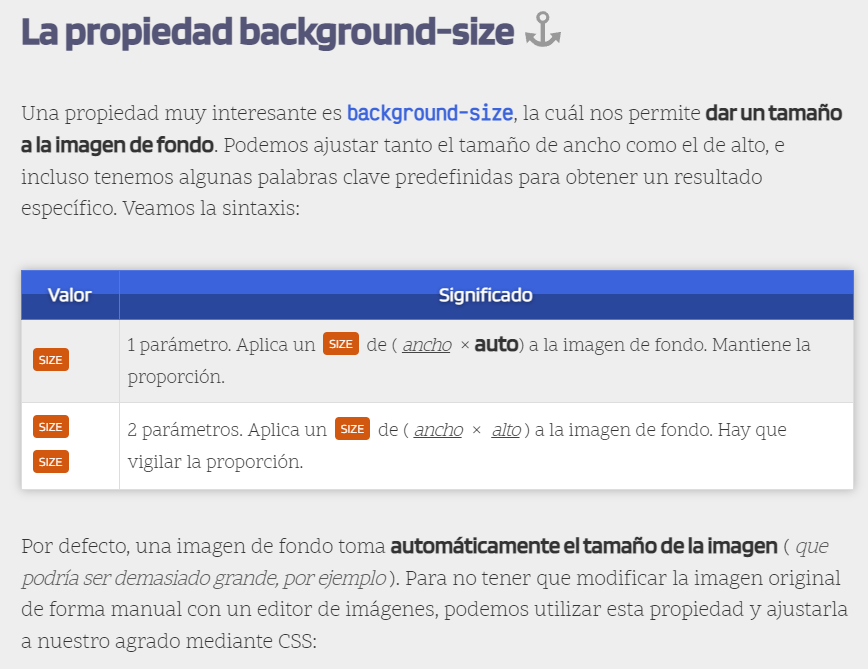 La propiedad background-size
Una propiedad muy interesante es background-size, la cuál nos permite dar un tamaño
a la imagen de fondo. Podemos ajustar tanto el tamaño de ancho como el de alto, e
incluso tenemos algunas palabras clave predefinidas para obtener un resultado
específico. Veamos la sintaxis:
Valor Significado
SIZE 1 parámetro. Aplica un SIZE de ( ancho × auto) a la imagen de fondo. Mantiene la
proporción.
SIZE 2 parámetros. Aplica un SIZE de ( ancho × alto ) a la imagen de fondo. Hay que
SIZE vigilar la proporción.
Por defecto, una imagen de fondo toma automáticamente el tamaño de la imagen ( que
podría ser demasiado grande, por ejemplo ). Para no tener que modificar la imagen original
de forma manual con un editor de imágenes, podemos utilizar esta propiedad y ajustarla
a nuestro agrado mediante CSS: